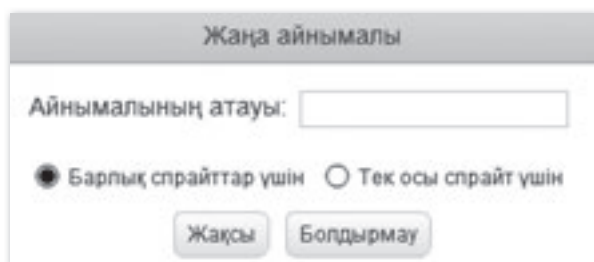 Жаңа айнымалы
Айнымалының атауы:
Барлық спрайттар үшін Тек осы спрайт үшін
Жақсы Болдырмау